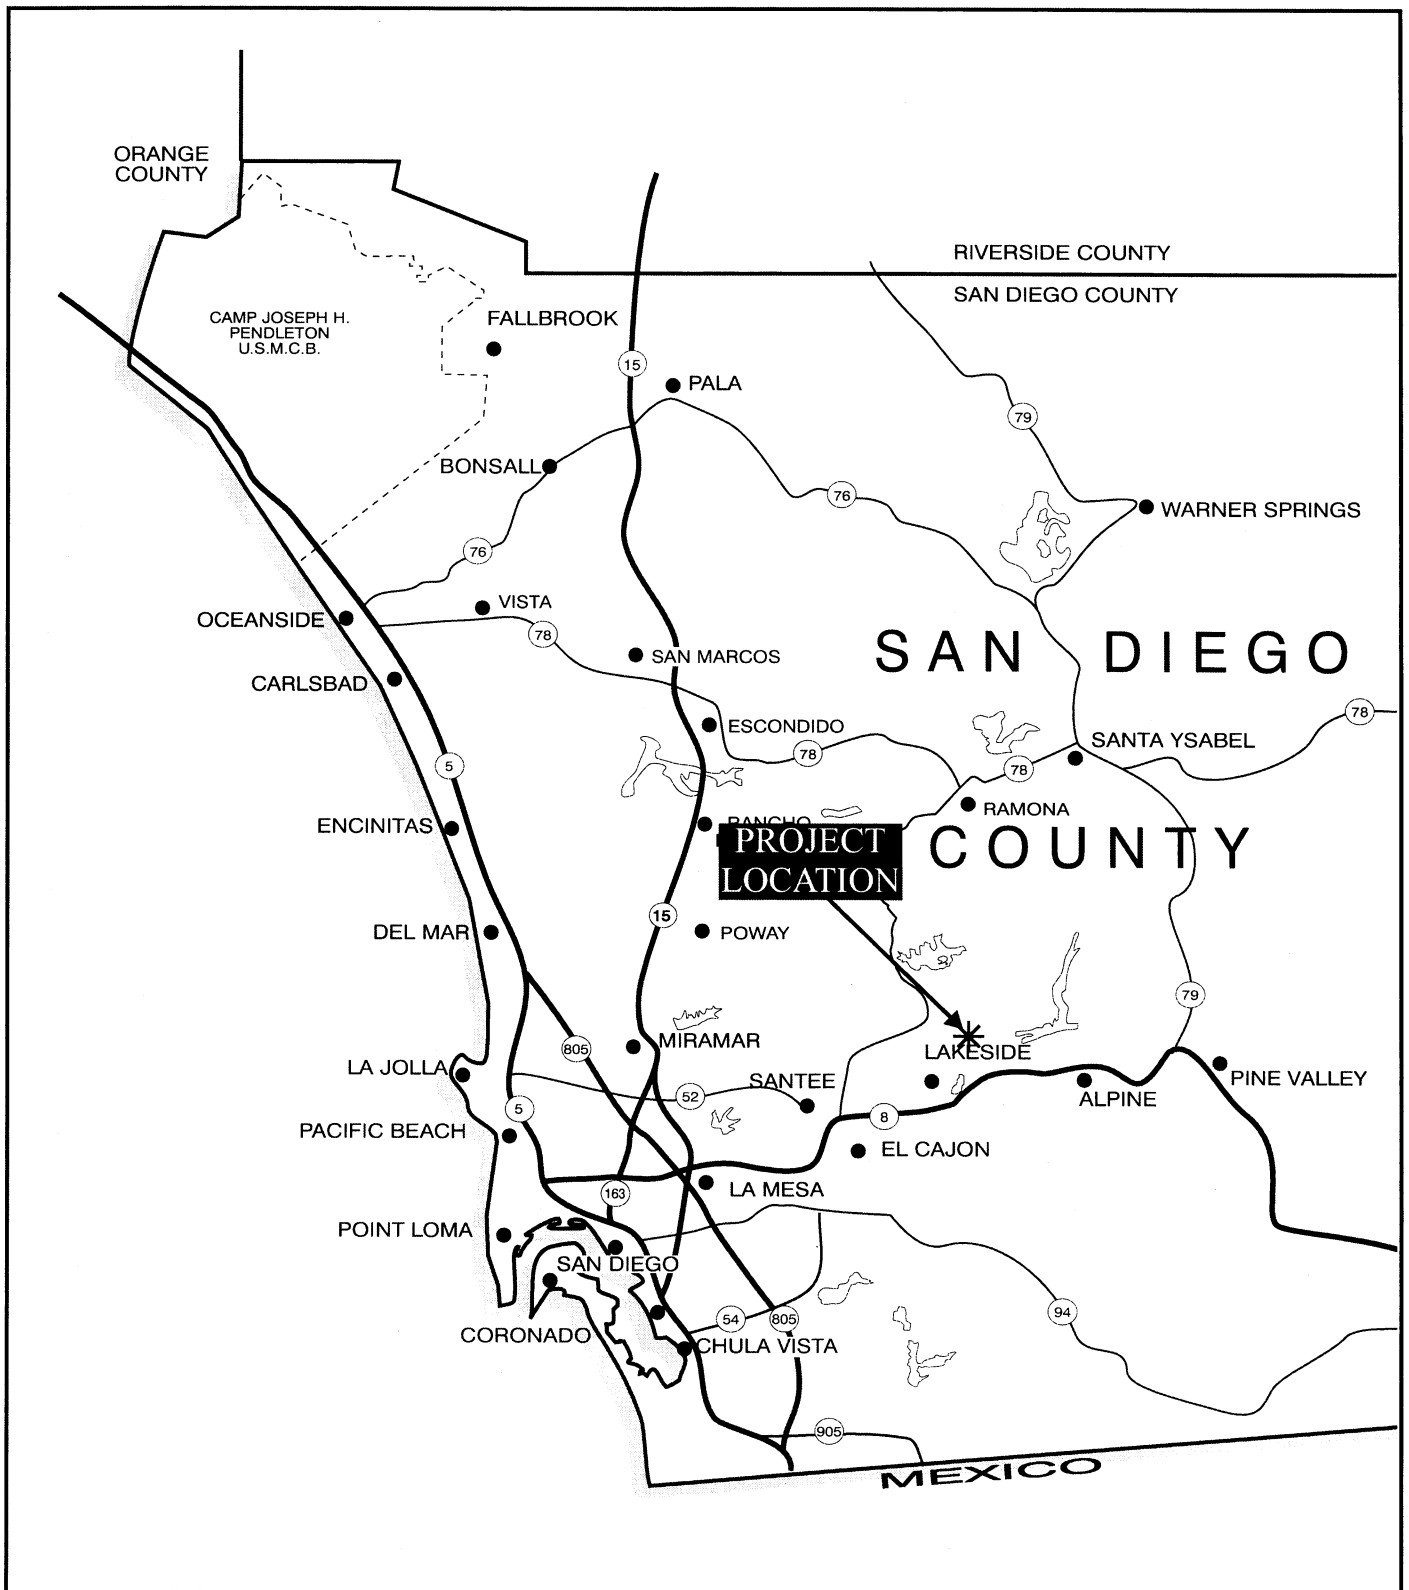 ORANGE
COUNTY
RIVERSIDE COUNTY
SAN DIEGO COUNTY
CAMP JOSEPH H.
PENDLETON
U.S.M.C.B.
FALLBROOK
15
PALA
79
BONSALL
76
WARNER SPRINGS
76
VISTA
OCEANSIDE
78
SAN MARCOS
SAN DIEGO
CARLSBAD
78
ESCONDIDO
SANTA YSABEL
78
5
78
RAMONA
ENCINITAS
RANCHO
PROJECT
LOCATION
COUNTY
15
DEL MAR
POWAY
79
MIRAMAR
805
LAKESIDE
LA JOLLA
SANTEE
PINE VALLEY
52
ALPINE
5
8
PACIFIC BEACH
EL CAJON
163
LA MESA
POINT LOMA
SAN DIEGO
94
54
805
CORONADO
CHULA VISTA
905
MEXICO